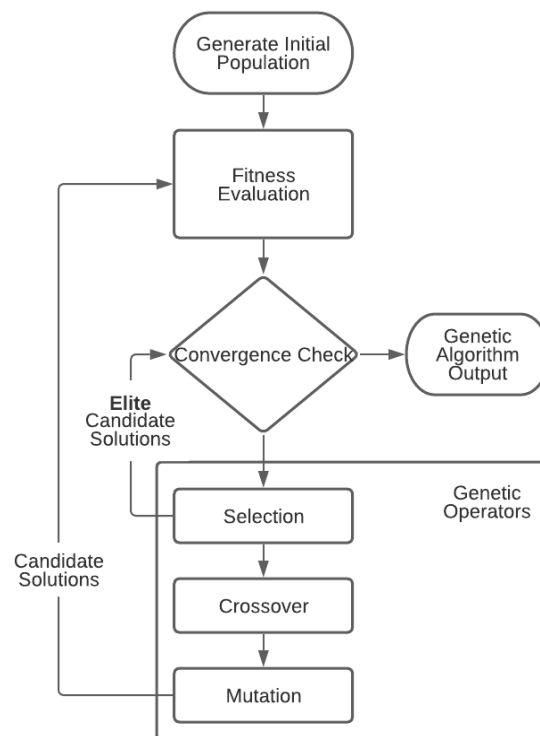 Generate Initial
Population
Fitness
Evaluation
Convergence Check
Genetic
Algorithm
Output
Elite
Candidate
Solutions
Selection
Genetic
Operators
Candidate
Solutions
Crossover
Mutation